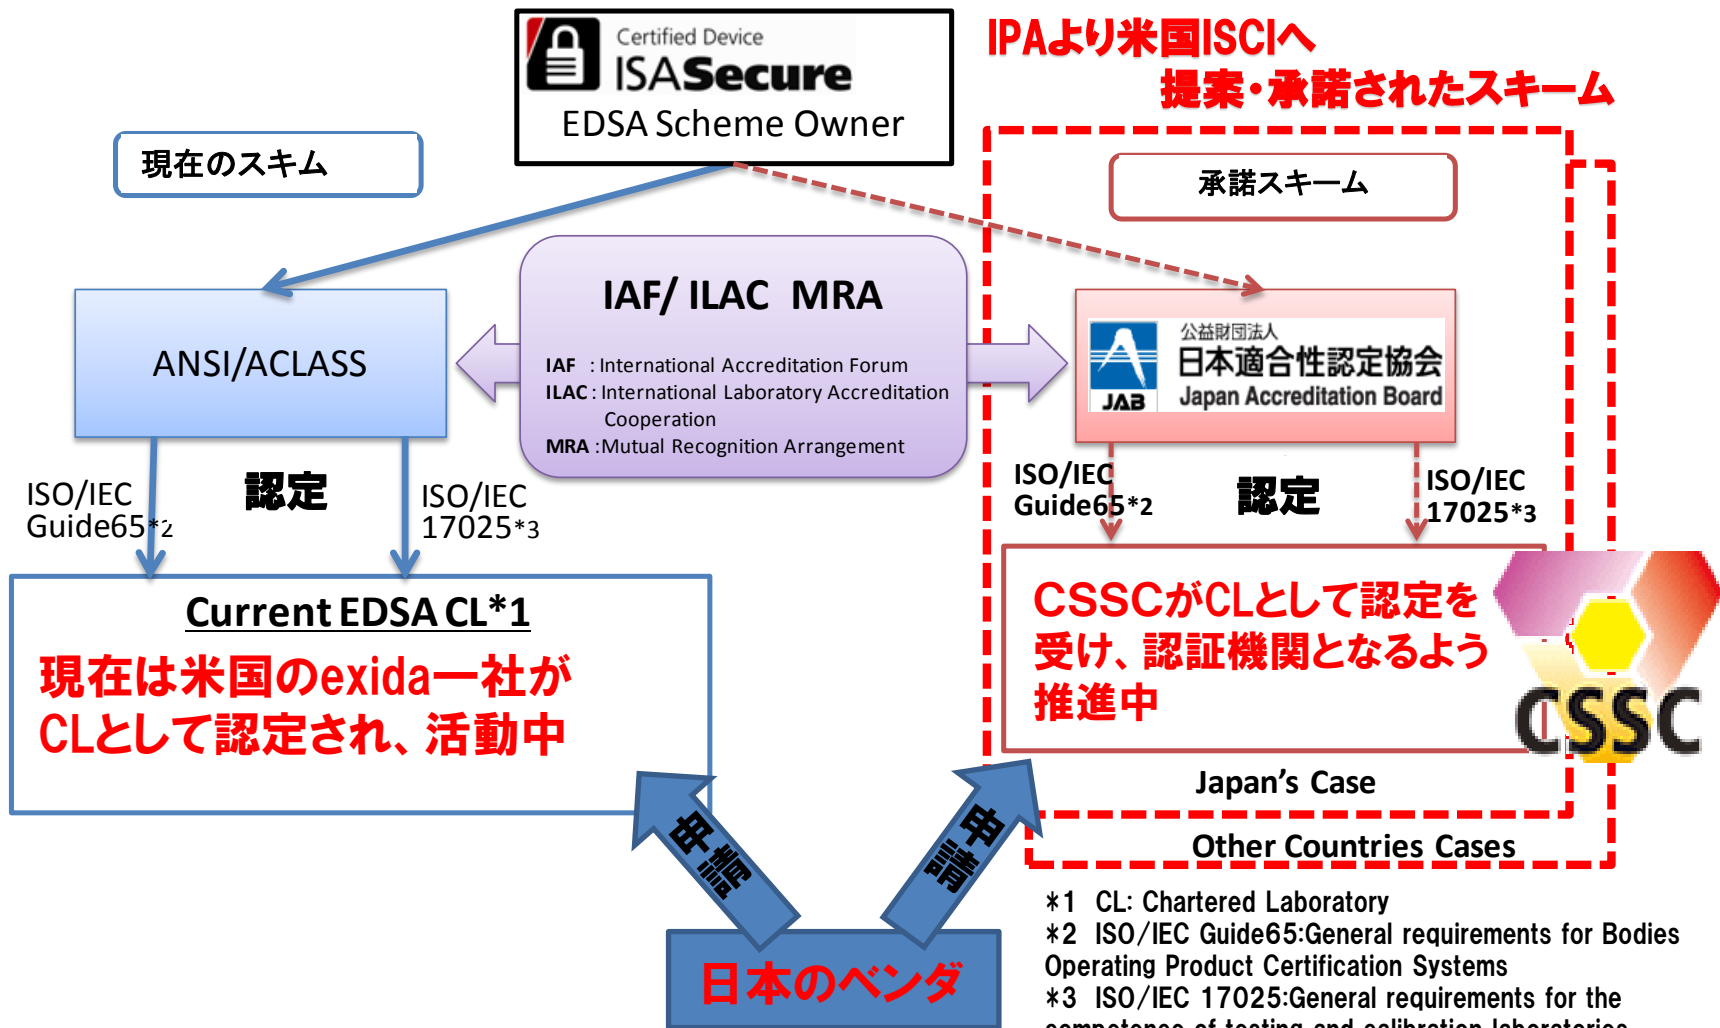 Certified Device
ISASecure
EDSA Scheme Owner
IPAより米国ISCIへ
提案・承諾されたスキーム
現在のスキム
承諾スキーム
IAF/ ILAC MRA
IAF : International Accreditation Forum
ILAC : International Laboratory Accreditation
Cooperation
MRA :Mutual Recognition Arrangement
ANSI/ACLASS
公益財団法人
日本適合性認定協会
JAB
Japan Accreditation Board
ISO/IEC
Guide65*2
認定
ISO/IEC
17025*3
ISO/IEC
Guide65*2
認定
ISO/IEC
17025*3
Current EDSA CL*1
現在は米国のexida一社が
CLとして認定され、活動中
CSSCがCLとして認定を
受け、認証機関となるよう
推進中
CSSC
Japan's Case
Other Countries Cases
申請
申請
日本のベンダ
*1 CL: Chartered Laboratory
*2 ISO/IEC Guide65:General requirements for Bodies
Operating Product Certification Systems
*3 ISO/IEC 17025:General requirements for the
competence of testing and calibration laboratories